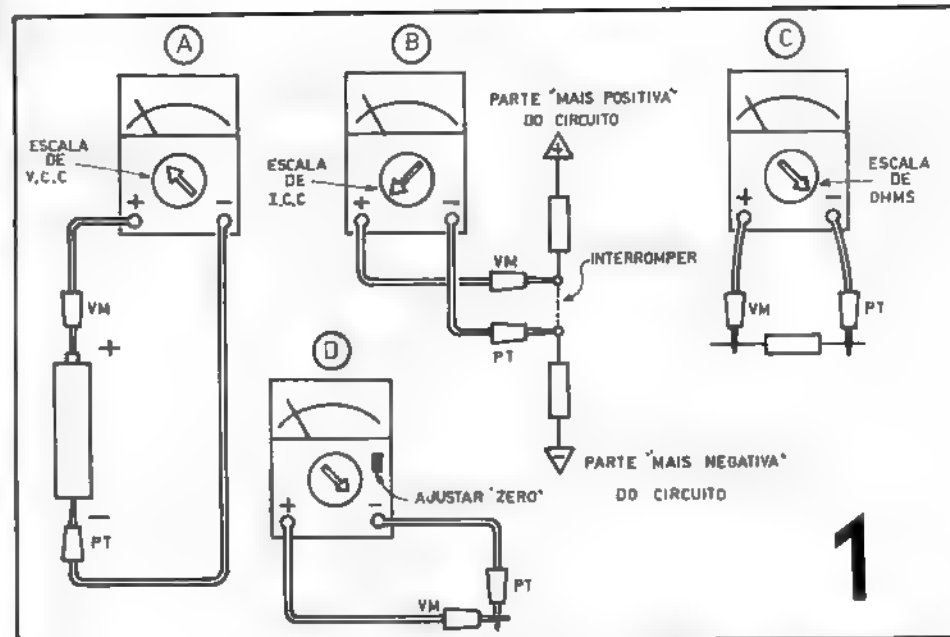 A
ESCALA
DE
V.C.C
+
-
VM
+
-
PT
B
ESCALA
DE
I.C.C
+
-
VM
PT
PARTE "MAIS POSITIVA"
DO CIRCUITO
+
INTERROMPER
-
PARTE "MAIS NEGATIVA"
DO CIRCUITO
C
ESCALA
DE
OHMS
+
-
VM
PT
D
AJUSTAR "ZERO"
+
-
PT
VM
1